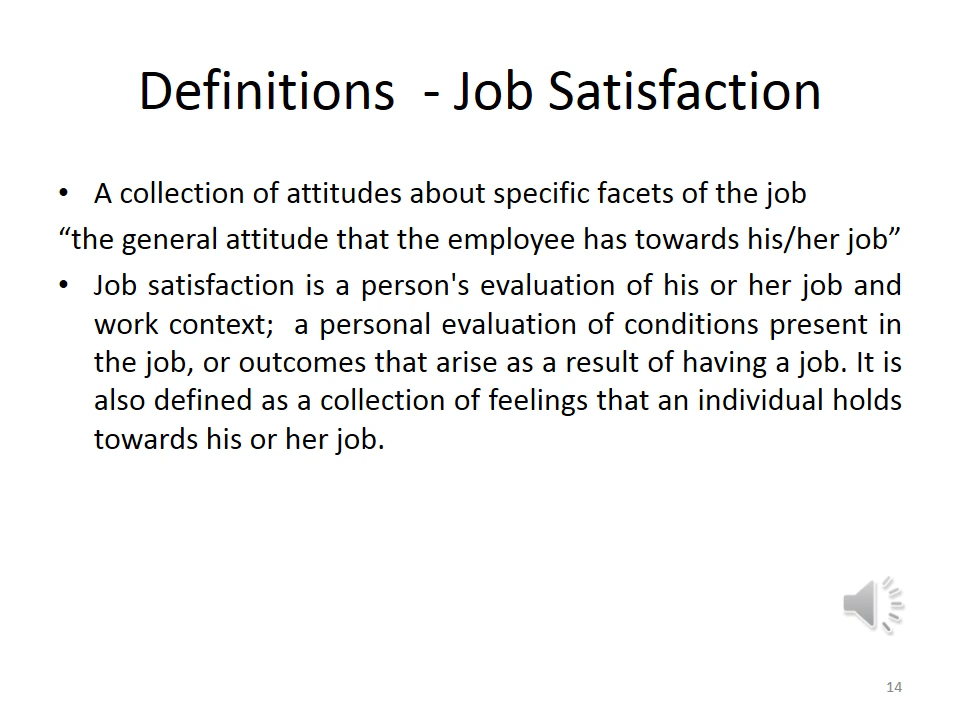 Definitions  - Job Satisfaction
• A collection of attitudes about specific facets of the job
“the general attitude that the employee has towards his/her job”
• Job satisfaction is a person's evaluation of his or her job and
work context;  a personal evaluation of conditions present in
the job, or outcomes that arise as a result of having a job. It is
also defined as a collection of feelings that an individual holds
towards his or her job.
14